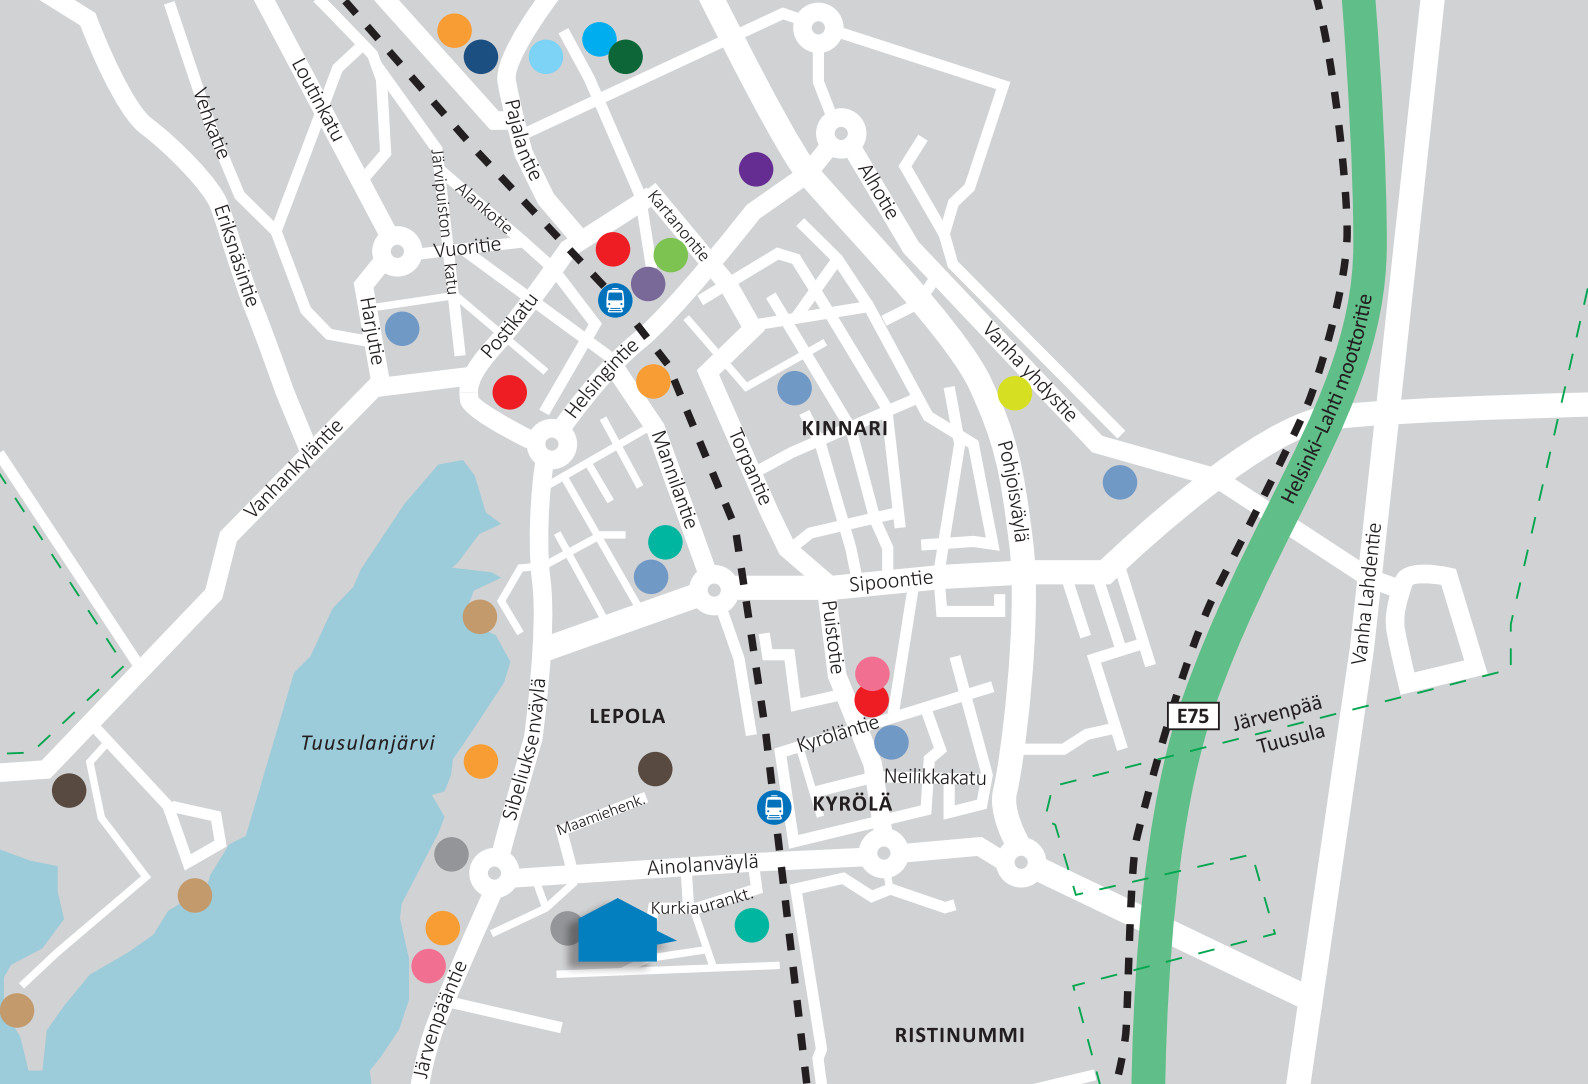 Loutinkatu
Vehkatie
Pajalantie
Järvipuiston
katu
Alankotie
Kartanontie
Alhotie
Eriksnäsintie
Vuoritie
Harjutie
Postikatu
Helsingintie
Vanha yhdystie
Helsinki–Lahti moottoritie
KINNARI
Vanhankyläntie
Mannilantie
Torpantie
Pohjoisväylä
Sipoontie
Vanha Lahdentie
Puistotie
LEPOLA
Tuusulanjärvi
Sibeliuksenväylä
Kyröläntie
E75
Järvenpää
Tuusula
Neilikkakatu
KYRÖLÄ
Maamiehenk.
Ainolanväylä
Kurkiaurankt.
Järvenpääntie
RISTINUMMI